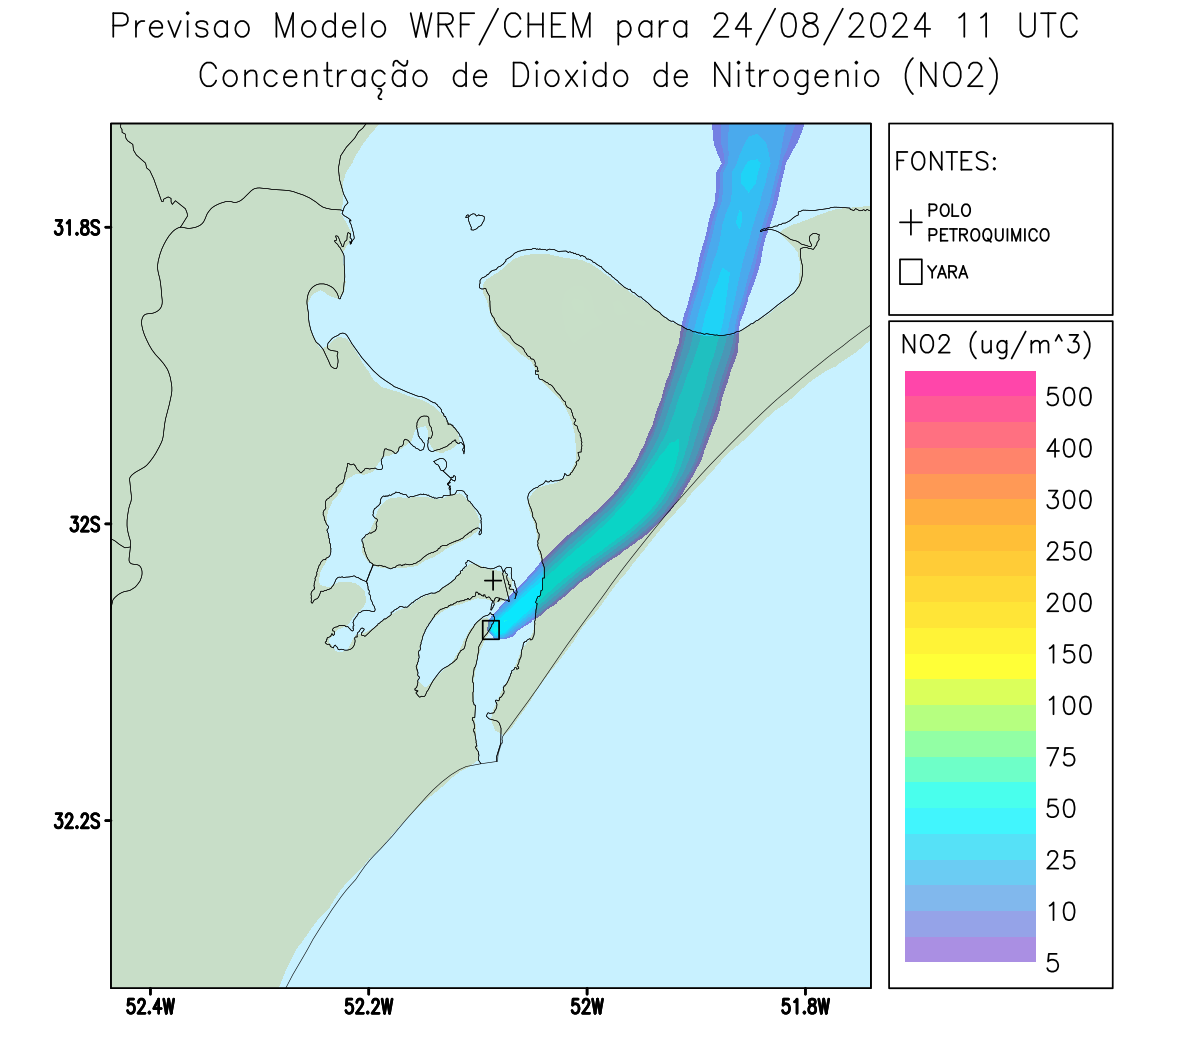 Previsao Modelo WRF/CHEM para 24/08/2024 11 UTC
Concentração de Dioxido de Nitrogenio (NO2)
FONTES:
POLO
PETROQUIMICO
YARA
NO2 (ug/m^3)
500
400
300
250
200
150
100
75
50
25
10
5
31.8S
32S
32.2S
52.4W
52.2W
52W
51.8W